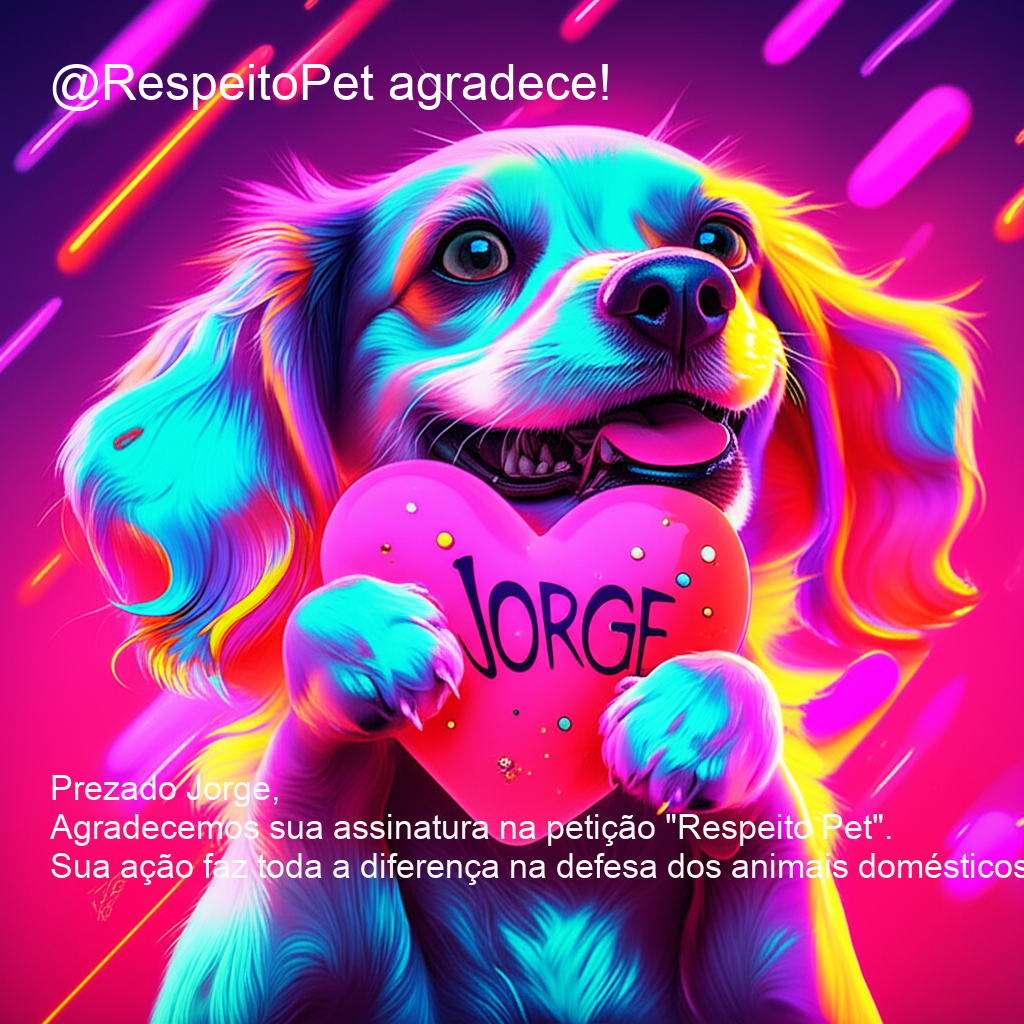 @RespeitoPet agradece!
JORGE
Prezado Jorge,
Agradecemos sua assinatura na petição "Respeito Pet".
Sua ação faz toda a diferença na defesa dos animais domésticos